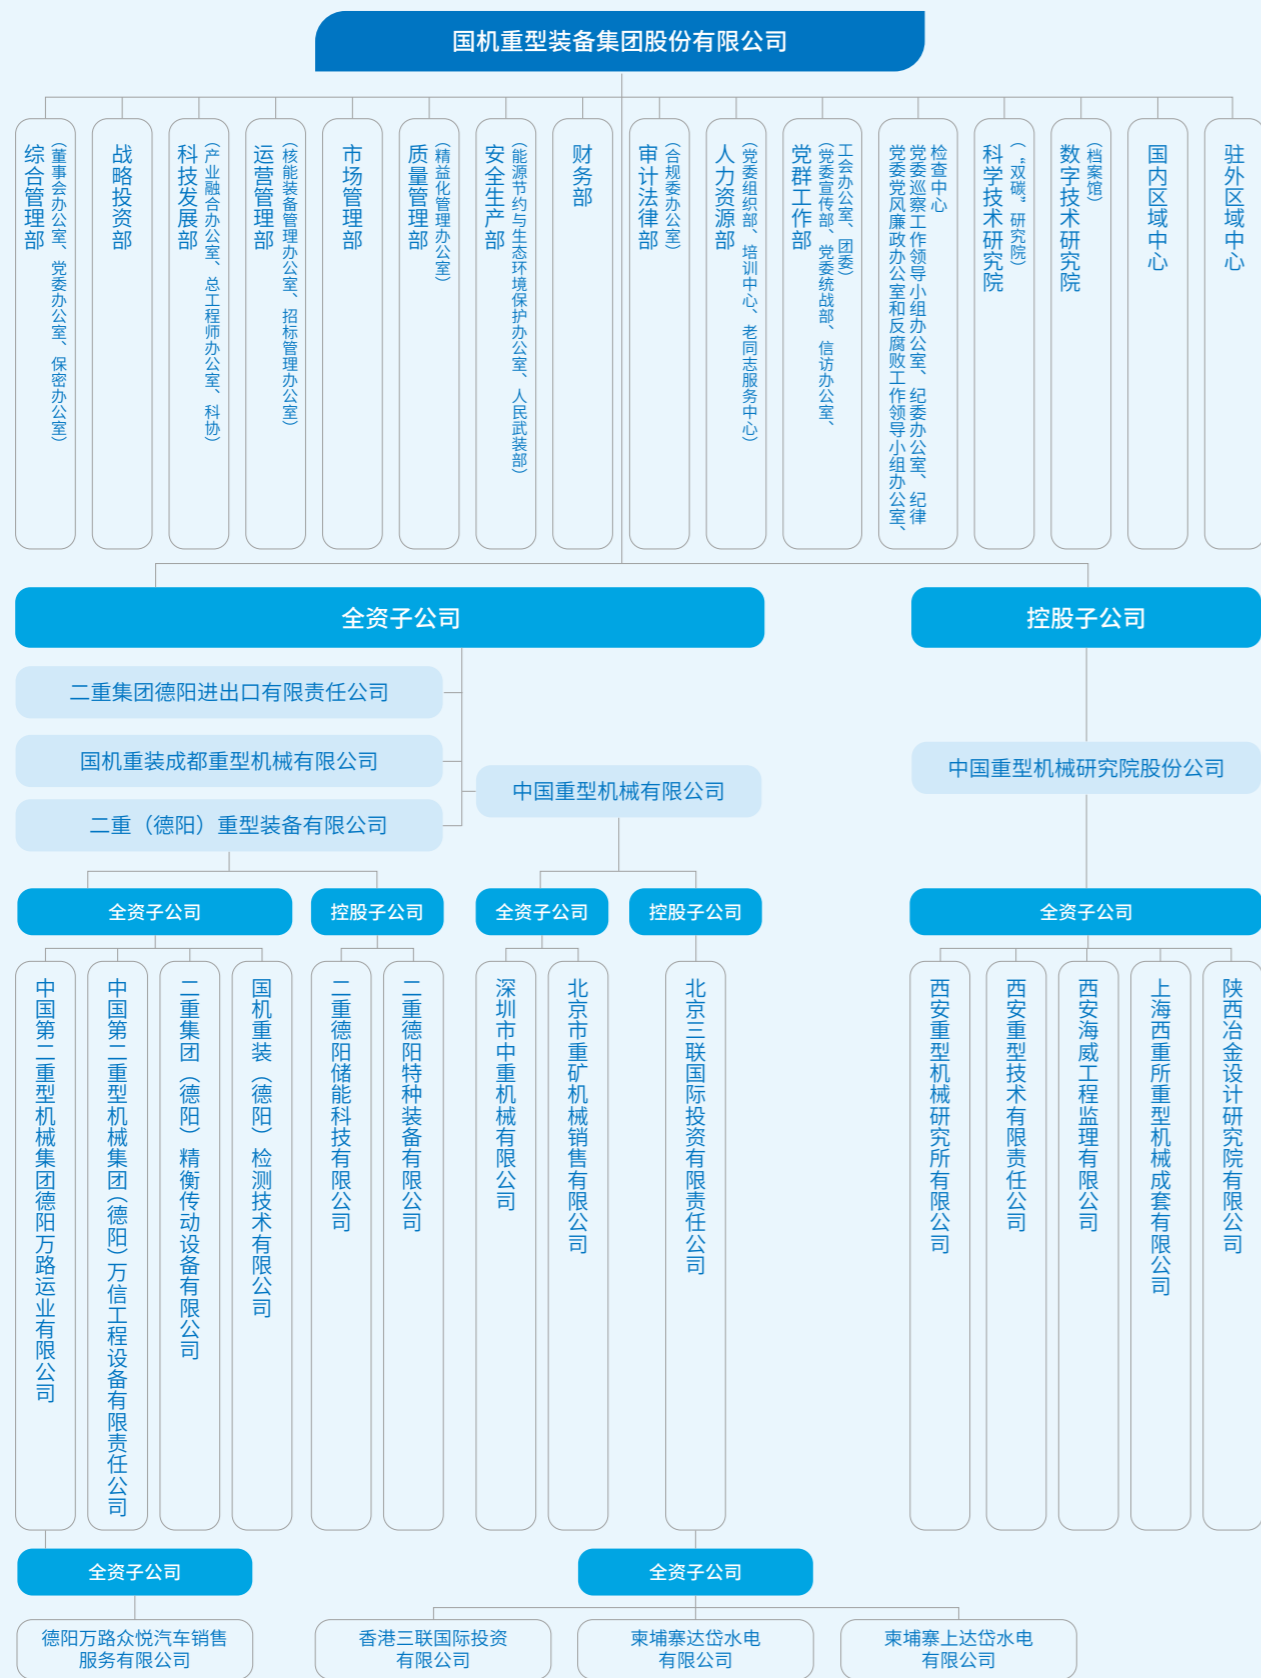 国机重型装备集团股份有限公司
综合管理部
（董事会办公室、党委办公室、保密办公室）
战略投资部
科技发展部
（产业融合办公室、总工程师办公室、科协）
运营管理部
（核能装备管理办公室、招标管理办公室）
市场管理部
质量管理部
（精益化管理办公室）
安全生产部
（能源节约与生态环境保护办公室、人民武装部）
财务部
审计法律部
（合规委办公室）
人力资源部
（党委组织部、培训中心、老同志服务中心）
党群工作部
（党委宣传部、党委统战部、信访办公室、
工会办公室、团委）
党委党风廉政办公室和反腐败工作领导小组办公室、
党委巡察工作领导小组办公室、纪委办公室、纪律
检查中心
科学技术研究院
（“双碳”研究院）
数字技术研究院
（档案馆）
国内区域中心
驻外区域中心
全资子公司
控股子公司
二重集团德阳进出口有限责任公司
国机重装成都重型机械有限公司
二重（德阳）重型装备有限公司
中国重型机械有限公司
中国重型机械研究院股份公司
全资子公司
控股子公司
全资子公司
控股子公司
全资子公司
中国第二重型机械集团德阳万路运业有限公司
中国第二重型机械集团（德阳）万信工程设备有限责任公司
二重集团（德阳）精衡传动设备有限公司
国机重装（德阳）检测技术有限公司
二重德阳储能科技有限公司
二重德阳特种装备有限公司
深圳市中重机械有限公司
北京市重矿机械销售有限公司
北京三联国际投资有限责任公司
西安重型机械研究所有限公司
西安重型技术有限责任公司
西安海威工程监理有限公司
上海西重所重型机械成套有限公司
陕西冶金设计研究院有限公司
全资子公司
全资子公司
德阳万路众悦汽车销售
服务有限公司
香港三联国际投资
有限公司
柬埔寨达岱水电
有限公司
柬埔寨上达岱水电
有限公司